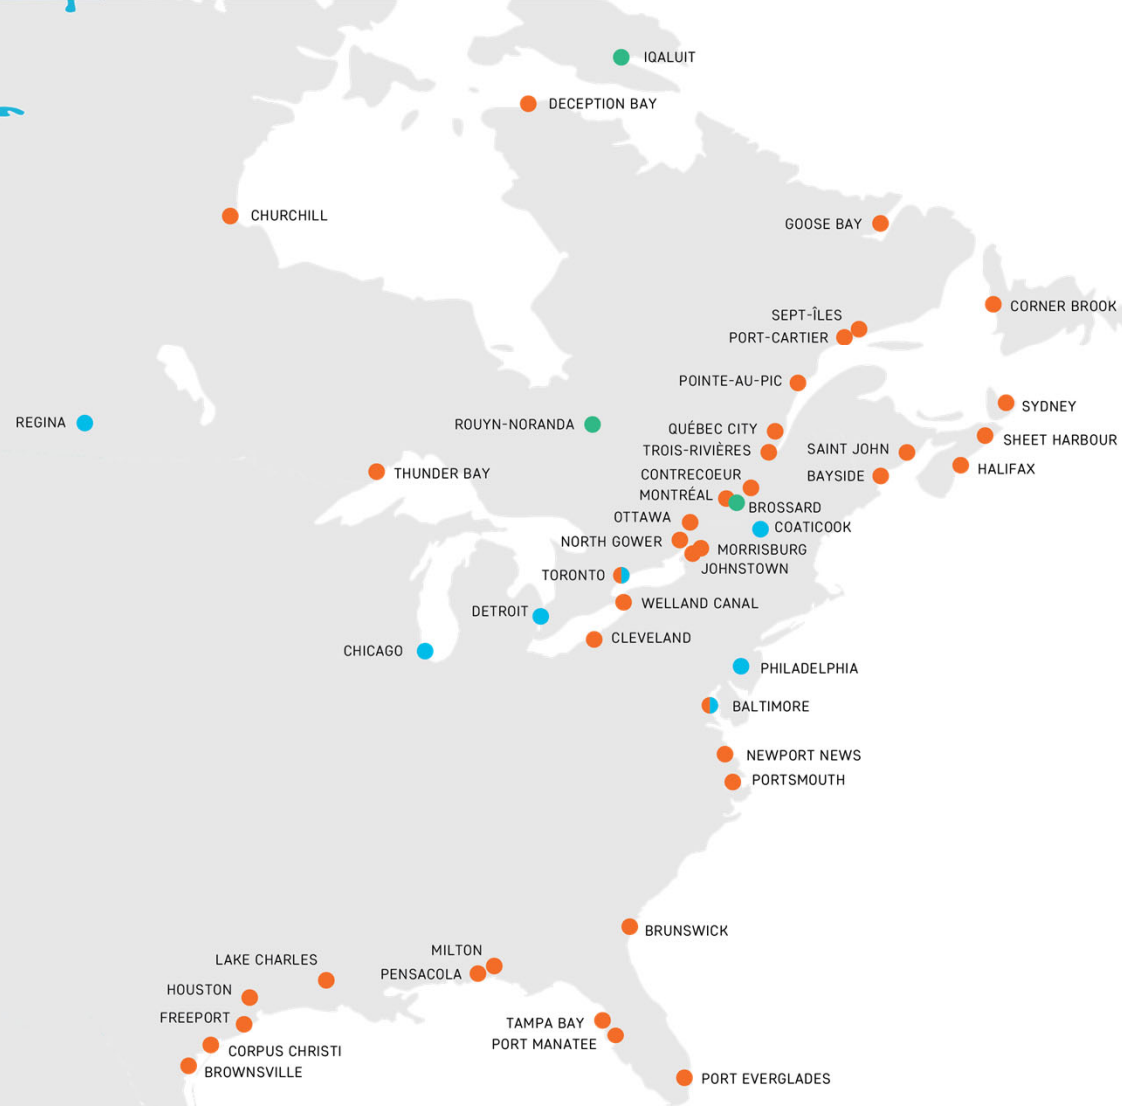 IQALUIT
DECEPTION BAY
CHURCHILL
GOOSE BAY
CORNER BROOK
SEPT-ÎLES
PORT-CARTIER
POINTE-AU-PIC
SYDNEY
REGINA
ROUYN-NORANDA
QUÉBEC CITY
SHEET HARBOUR
TROIS-RIVIÈRES
SAINT JOHN
HALIFAX
THUNDER BAY
CONTRECOEUR
BAYSIDE
MONTRÉAL
BROSSARD
OTTAWA
COATICOOK
NORTH GOWER
MORRISBURG
JOHNSTOWN
TORONTO
WELLAND CANAL
DETROIT
CLEVELAND
CHICAGO
PHILADELPHIA
BALTIMORE
NEWPORT NEWS
PORTSMOUTH
BRUNSWICK
MILTON
LAKE CHARLES
PENSACOLA
HOUSTON
FREEPORT
TAMPA BAY
PORT MANATEE
CORPUS CHRISTI
BROWNSVILLE
PORT EVERGLADES